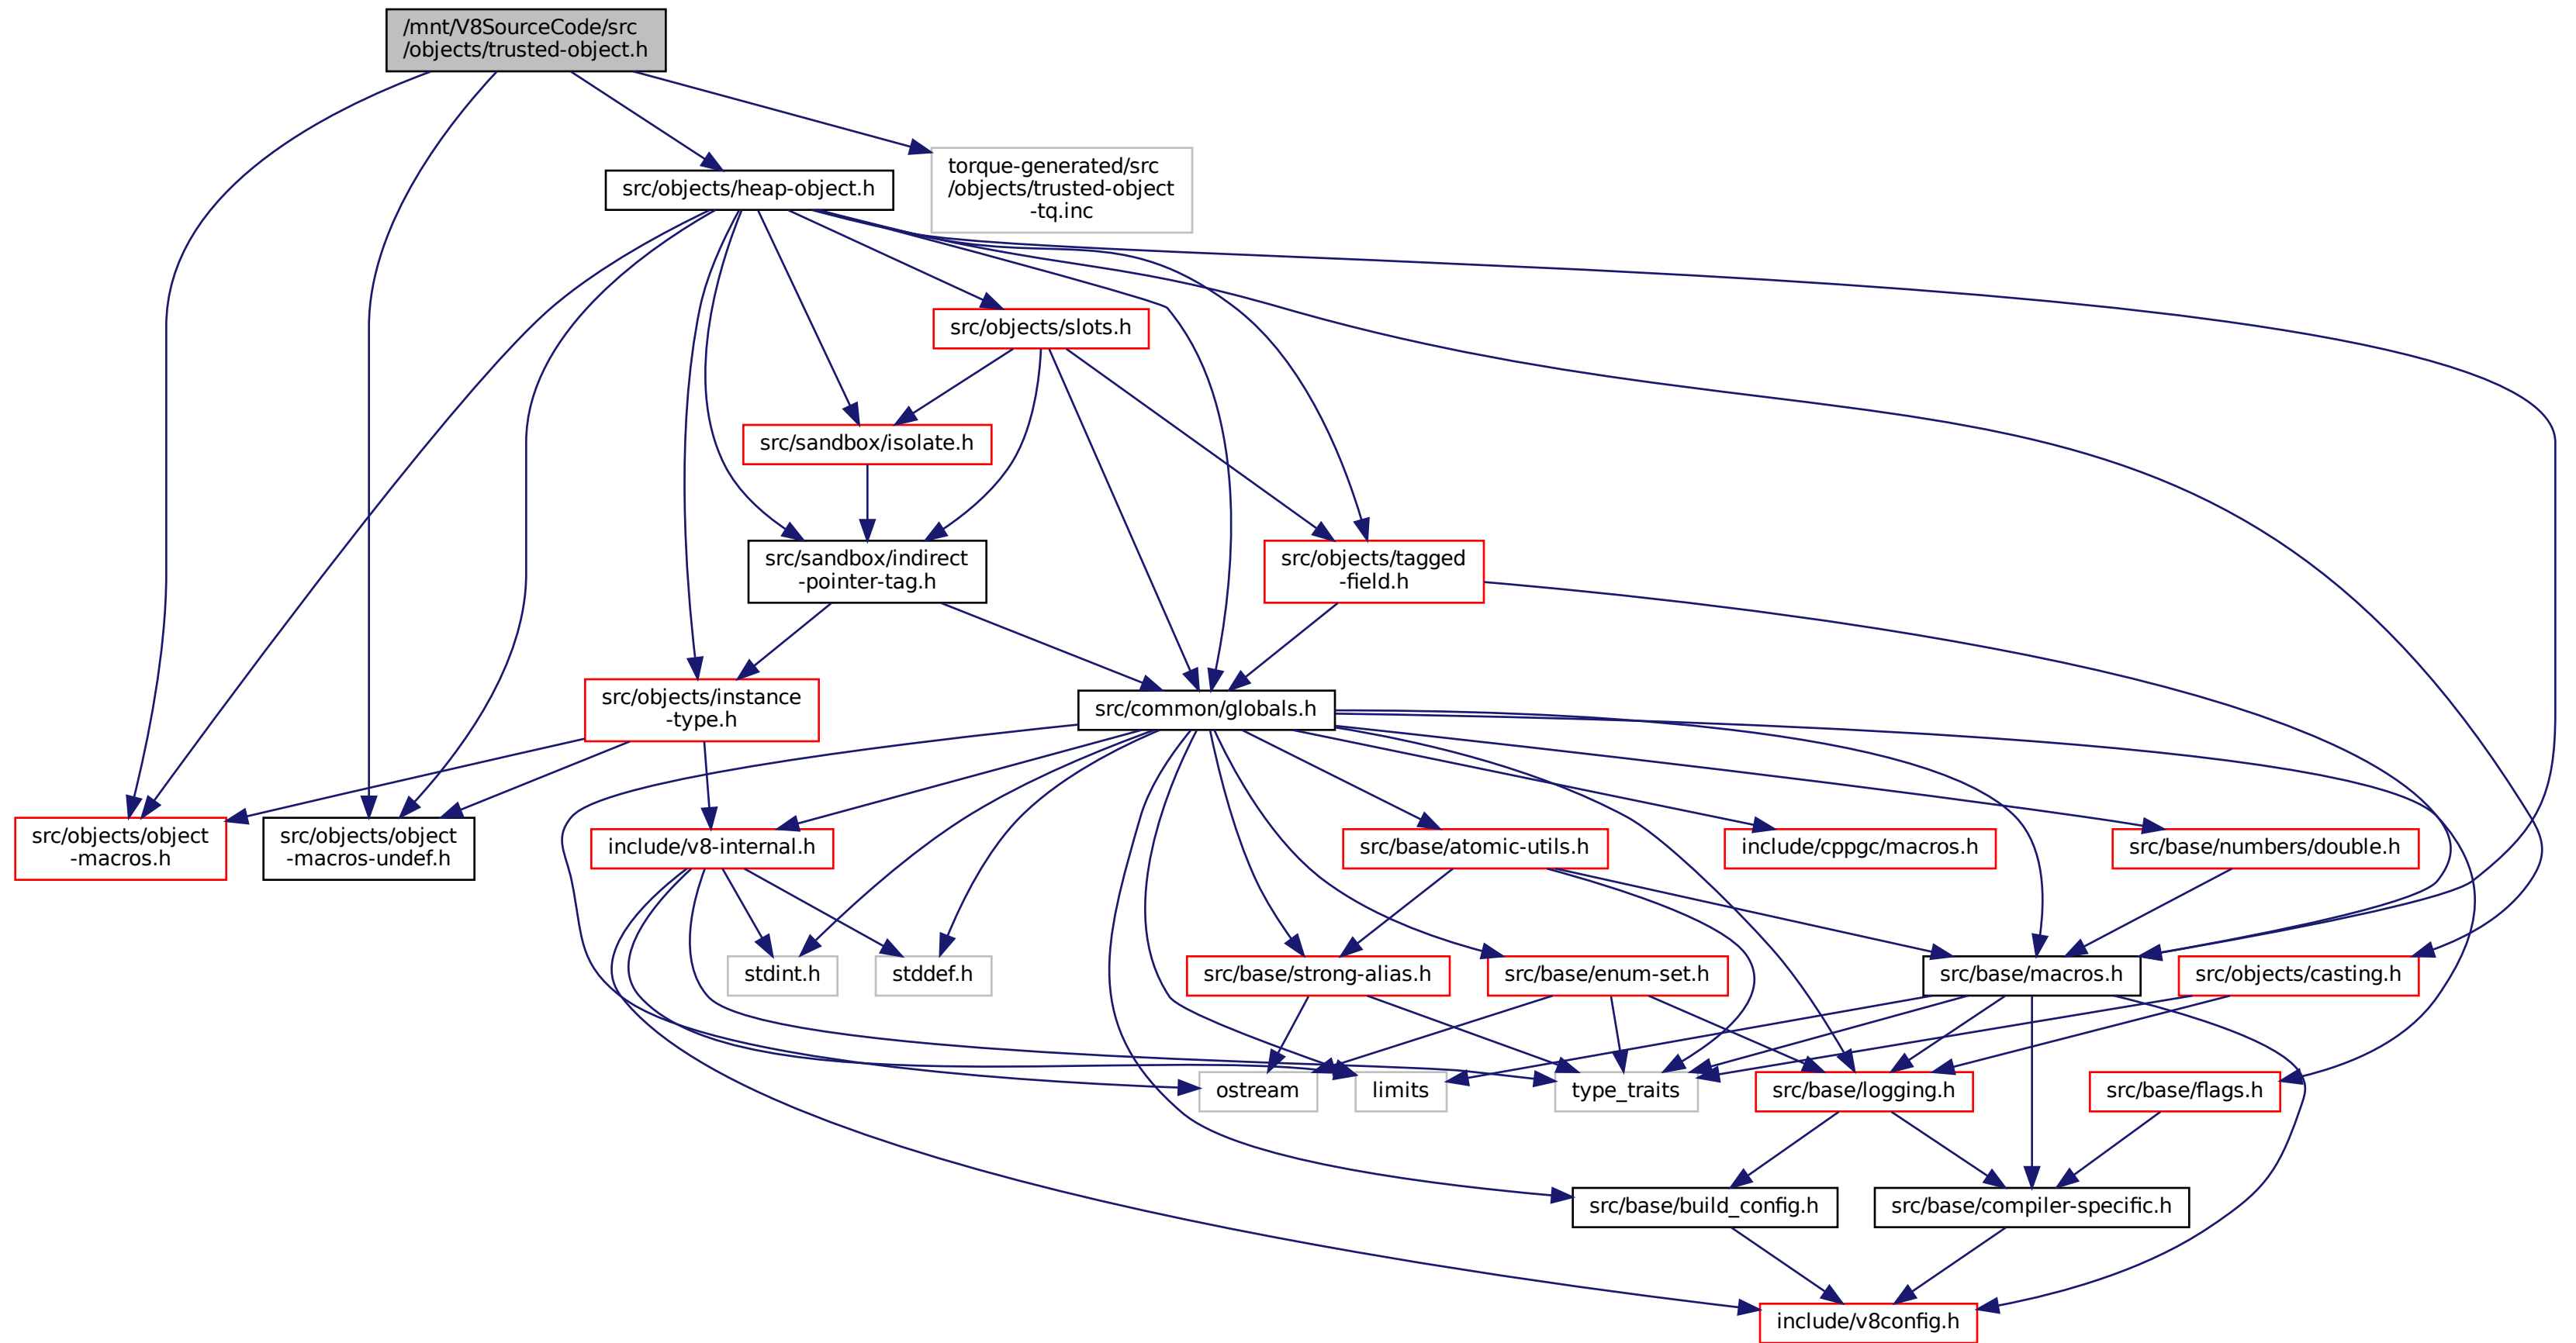 /mnt/V8SourceCode/src
/objects/trusted-object.h
torque-generated/src
/objects/trusted-object
-tq.inc
src/objects/heap-object.h
src/objects/slots.h
src/sandbox/isolate.h
src/sandbox/indirect
-pointer-tag.h
src/objects/tagged
-field.h
src/objects/instance
-type.h
src/common/globals.h
src/objects/object
-macros.h
src/objects/object
-macros-undef.h
include/v8-internal.h
src/base/atomic-utils.h
include/cppgc/macros.h
src/base/numbers/double.h
stdint.h
stddef.h
src/base/strong-alias.h
src/base/enum-set.h
src/base/macros.h
src/objects/casting.h
ostream
limits
type_traits
src/base/logging.h
src/base/flags.h
src/base/build_config.h
src/base/compiler-specific.h
include/v8config.h